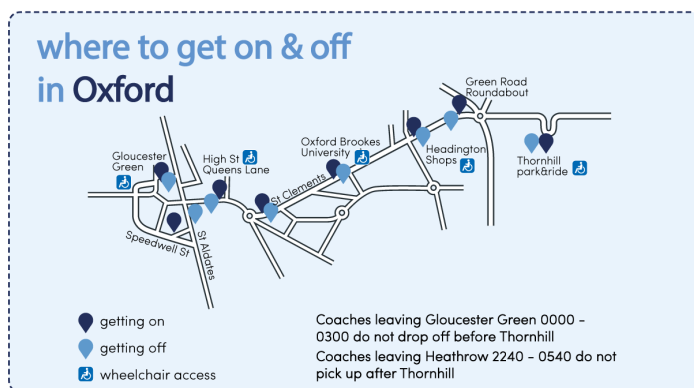 where to get on & off
in Oxford
Green Road
Roundabout
Oxford Brookes
University
Headington
Shops
Thornhill
park&ride
Gloucester
Green
High St
Queens Lane
St Clements
Speedwell St
St Aldates
getting on
getting off
wheelchair access
Coaches leaving Gloucester Green 0000 -
0300 do not drop off before Thornhill
Coaches leaving Heathrow 2240 - 0540 do not
pick up after Thornhill